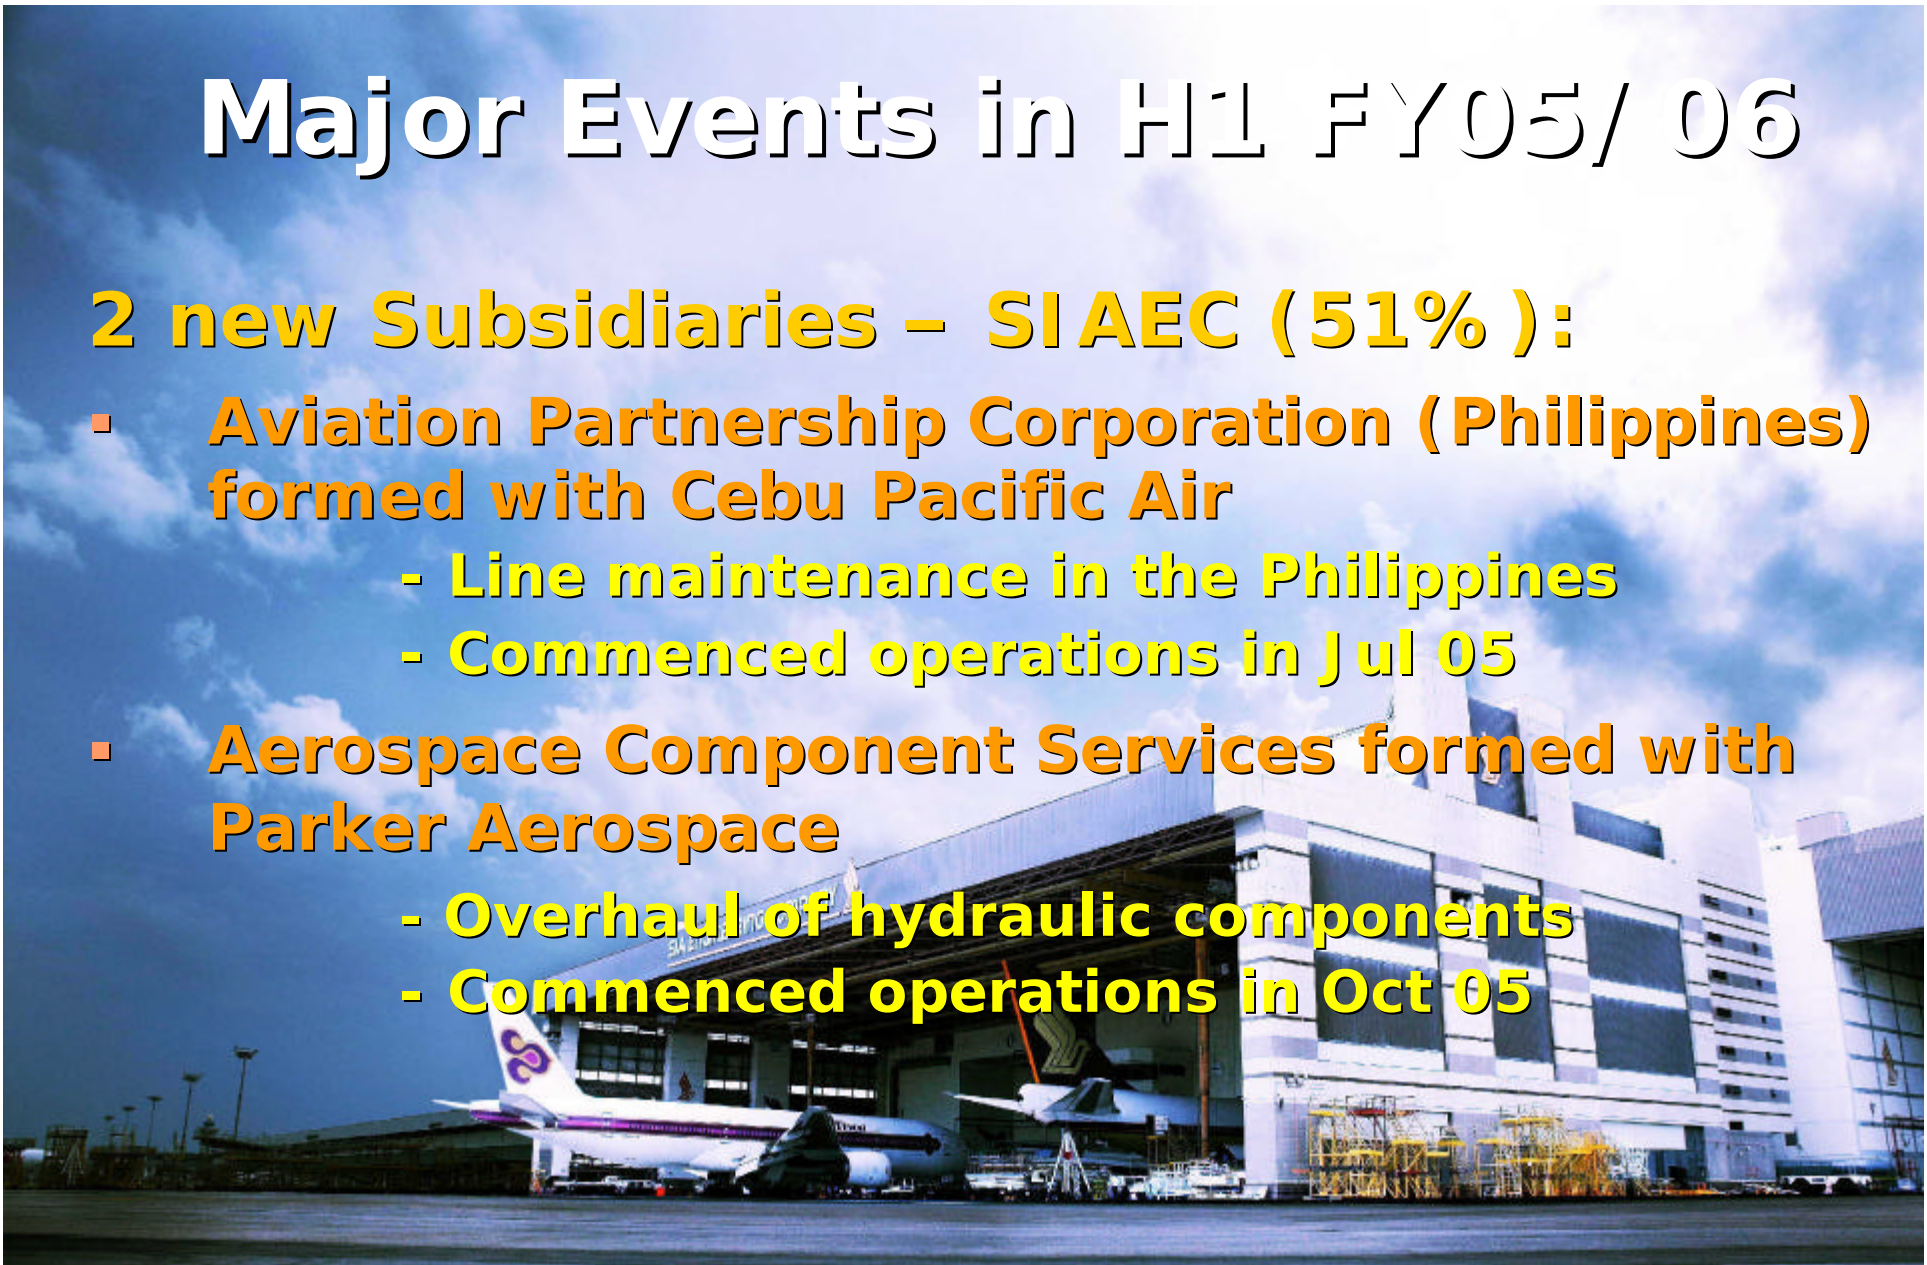 Major Events in H1 FY05/06
2 new Subsidiaries – SIAEC (51%):
▪ Aviation Partnership Corporation (Philippines)
formed with Cebu Pacific Air
- Line maintenance in the Philippines
- Commenced operations in Jul 05
▪ Aerospace Component Services formed with
Parker Aerospace
- Overhaul of hydraulic components
- Commenced operations in Oct 05